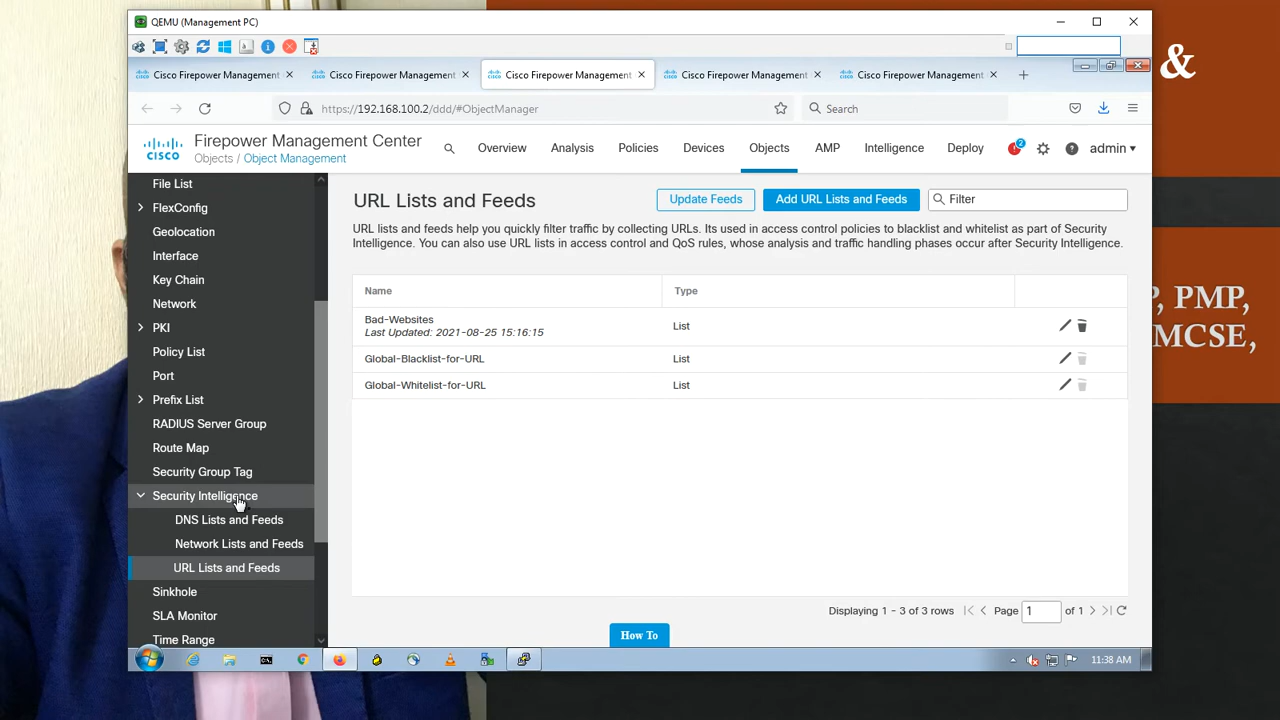 QEMU (Management PC)
Cisco Firepower Management
Cisco Firepower Management
Cisco Firepower Management
Cisco Firepower Management
Cisco Firepower Management
https://192.168.100.2/ddd/#ObjectManager
Search
CISCO
Firepower Management Center
Objects / Object Management
Overview
Analysis
Policies
Devices
Objects
AMP
Intelligence
Deploy
2
admin
File List
FlexConfig
Geolocation
Interface
Key Chain
Network
PKI
Policy List
Port
Prefix List
RADIUS Server Group
Route Map
Security Group Tag
Security Intelligence
DNS Lists and Feeds
Network Lists and Feeds
URL Lists and Feeds
Sinkhole
SLA Monitor
Time Range
URL Lists and Feeds
Update Feeds
Add URL Lists and Feeds
Filter
URL lists and feeds help you quickly filter traffic by collecting URLs. Its used in access control policies to blacklist and whitelist as part of Security
Intelligence. You can also use URL lists in access control and QoS rules, whose analysis and traffic handling phases occur after Security Intelligence.
Name
Type
Bad-Websites
Last Updated: 2021-08-25 15:16:15
List
Global-Blacklist-for-URL
List
Global-Whitelist-for-URL
List
Displaying 1 - 3 of 3 rows
Page 1 of 1
How To
11:38 AM
&
P, PMP,
MCSE,